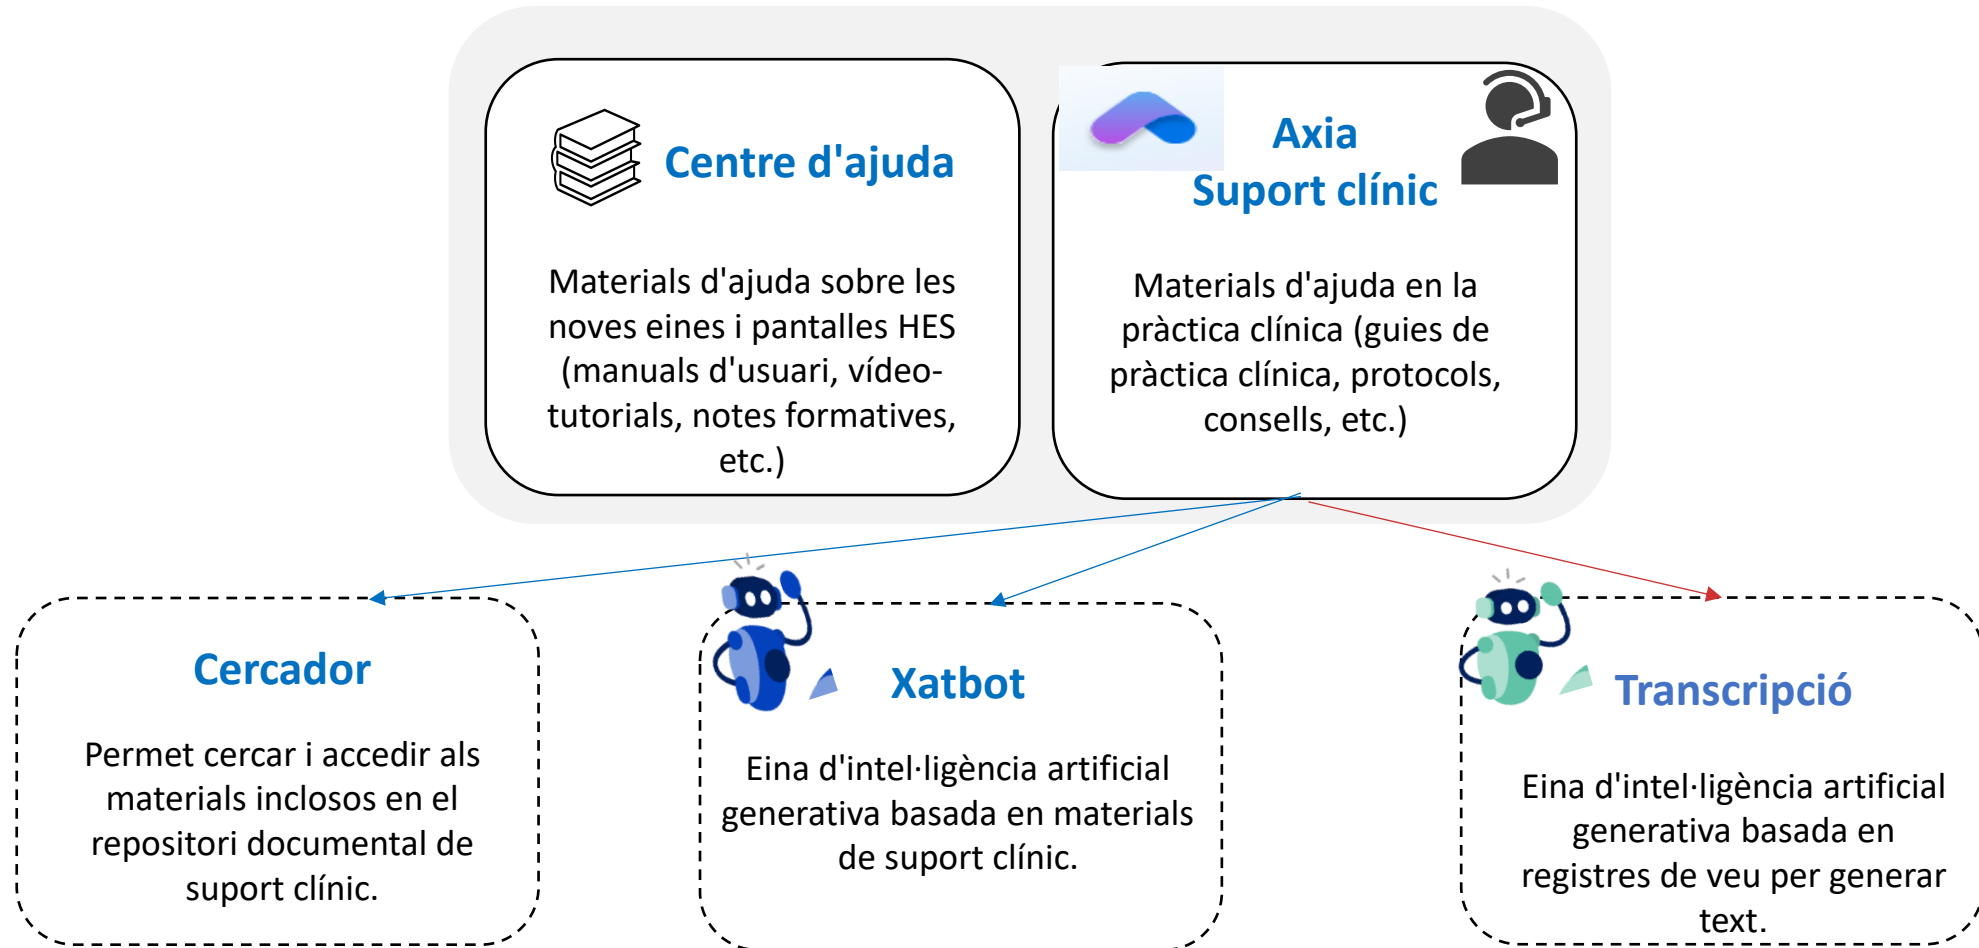 Centre d'ajuda
Materials d'ajuda sobre les
noves eines i pantalles HES
(manuals d'usuari, vídeo-
tutorials, notes formatives,
etc.)
Axia
Suport clínic
Materials d'ajuda en la
pràctica clínica (guies de
pràctica clínica, protocols,
consells, etc.)
Cercador
Permet cercar i accedir als
materials inclosos en el
repositori documental de
suport clínic.
Xatbot
Eina d'intel·ligència artificial
generativa basada en materials
de suport clínic.
Transcripció
Eina d'intel·ligència artificial
generativa basada en
registres de veu per generar
text.